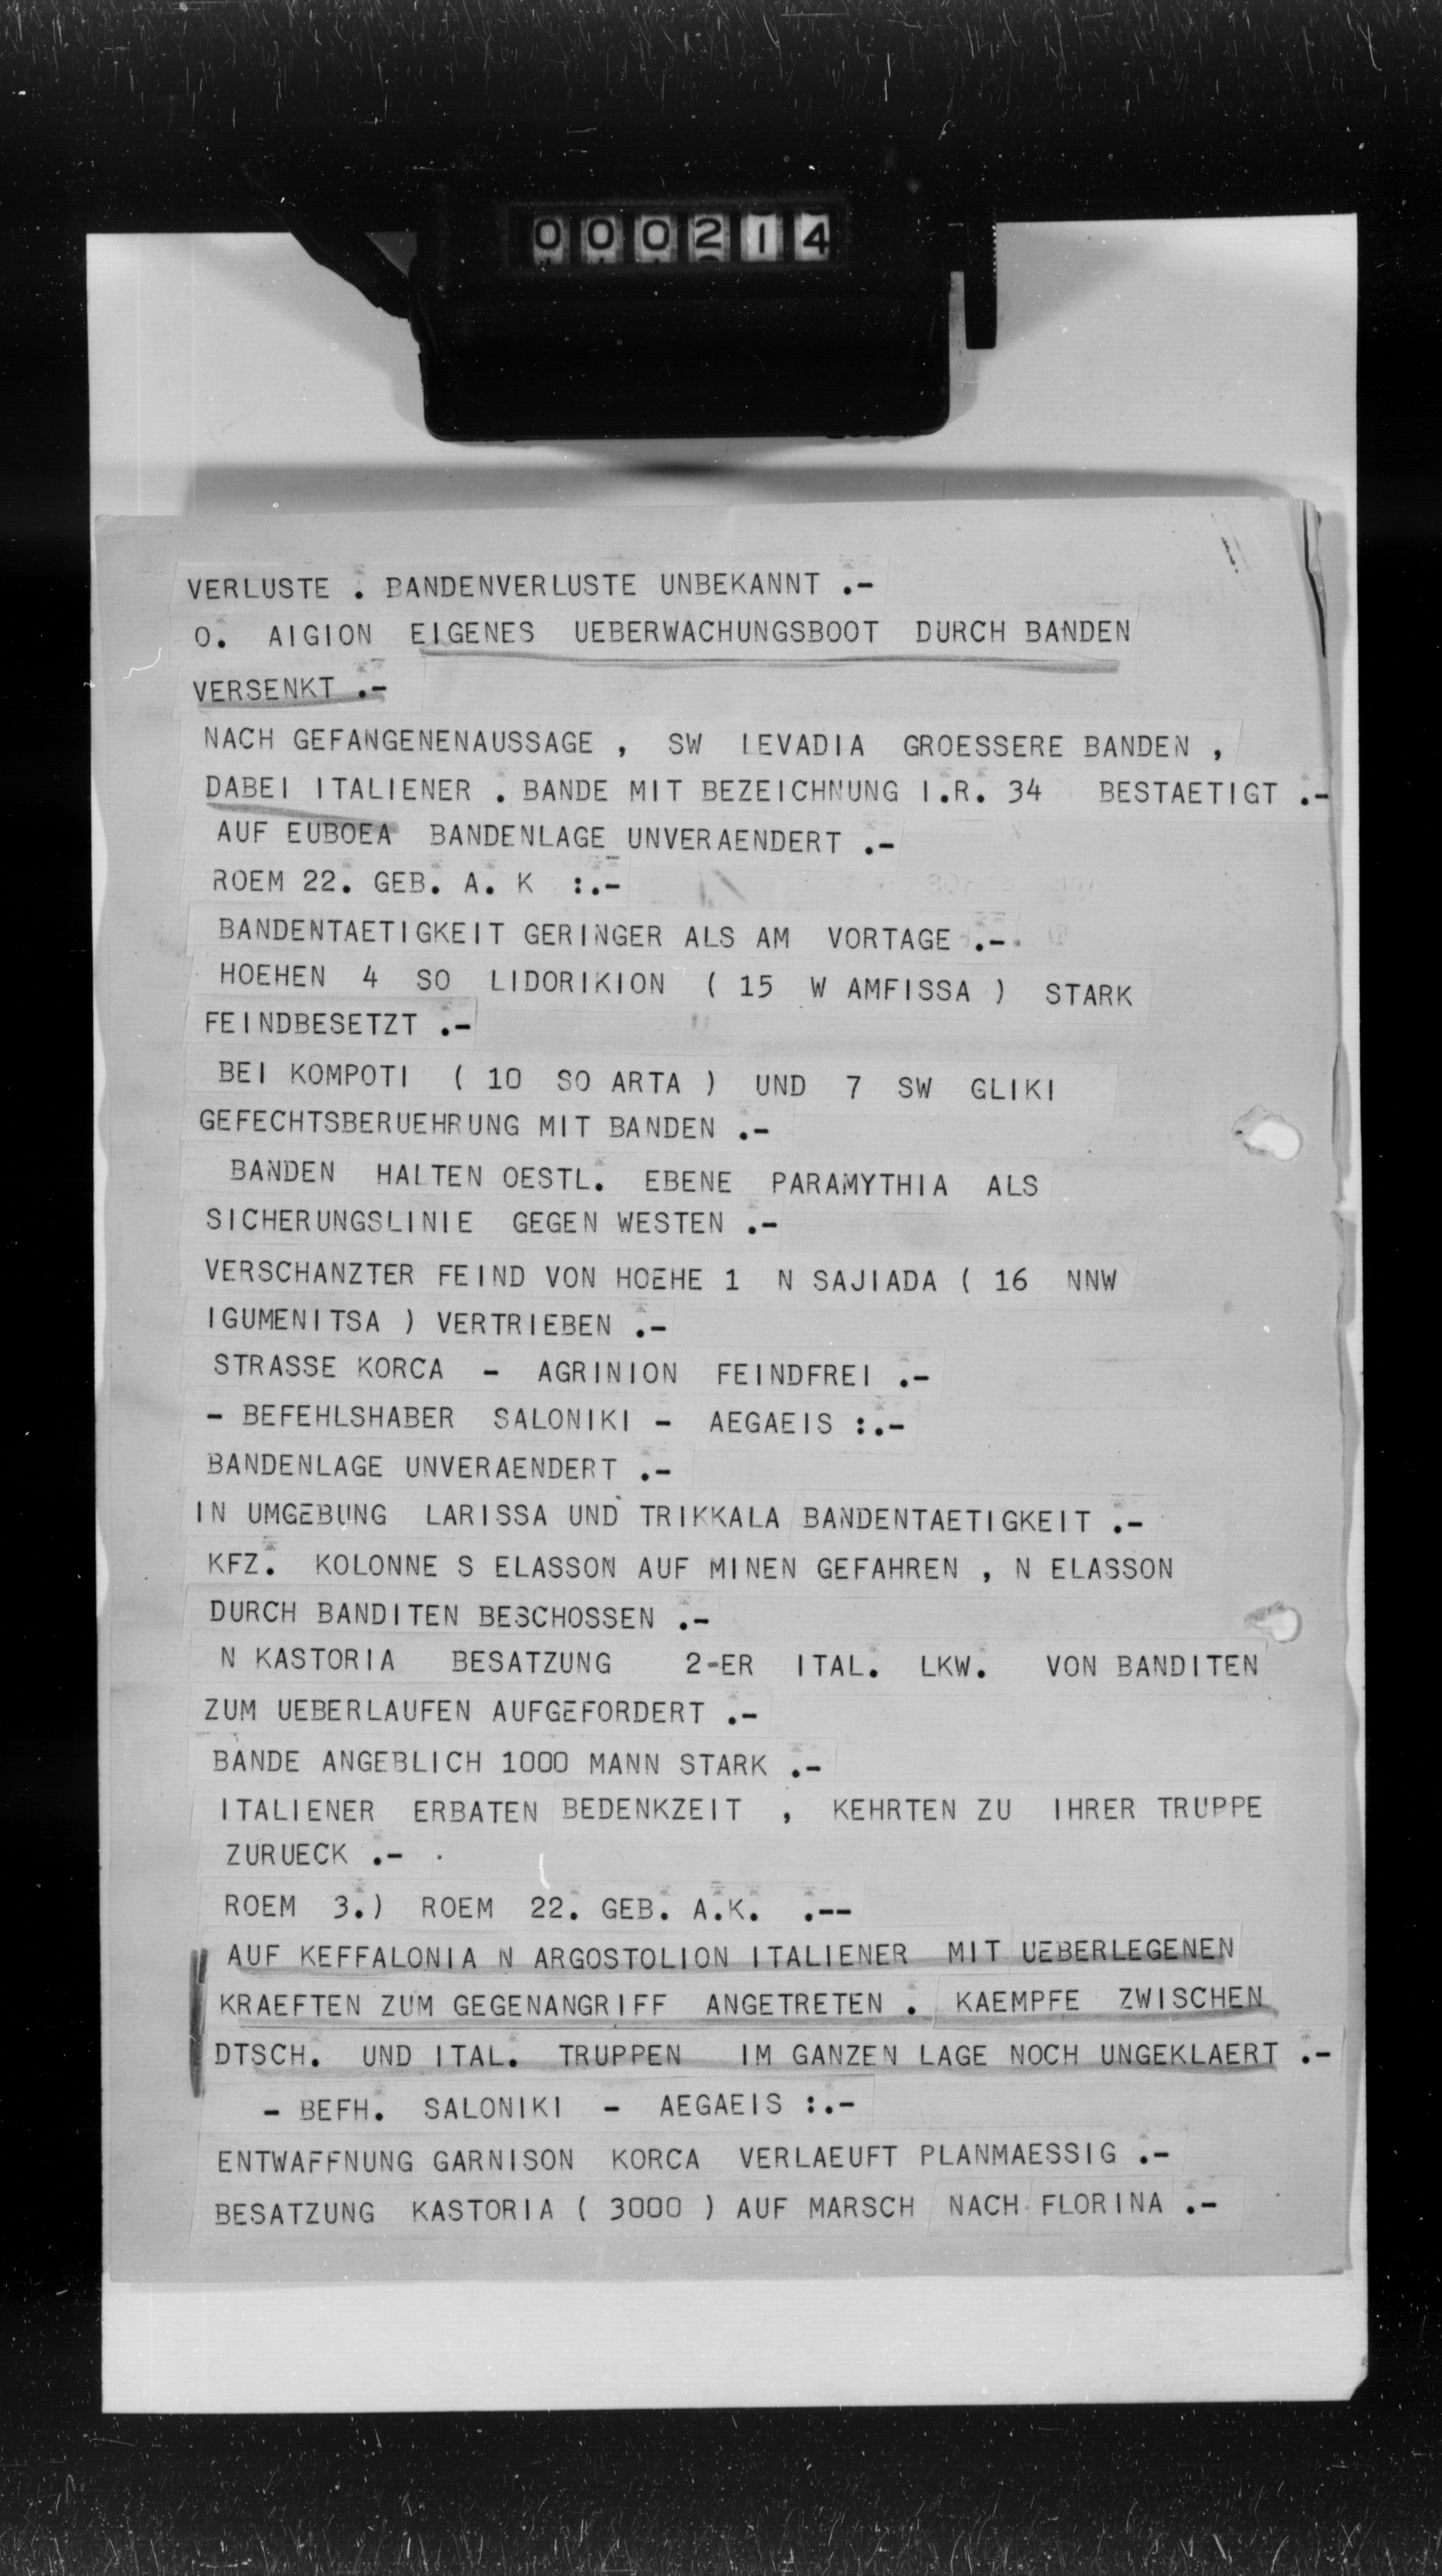 000214
VERLUSTE . BANDENVERLUSTE UNBEKANNT .-
O. AIGION EIGENES UEBERWACHUNGSBOOT DURCH BANDEN
VERSENKT .-
NACH GEFANGENENAUSSAGE , SW LEVADIA GROESSERE BANDEN ,
DABEI ITALIENER . BANDE MIT BEZEICHNUNG I.R. 34 BESTAETIGT .-
AUF EUBOEA BANDENLAGE UNVERAENDERT .-
ROEM 22. GEB. A. K :.-
BANDENTAETIGKEIT GERINGER ALS AM VORTAGE .-.
HOEHEN 4 SO LIDORIKION ( 15 W AMFISSA ) STARK
FEINDBESETZT .-
BEI KOMPOTI ( 10 SO ARTA ) UND 7 SW GLIKI
GEFECHTSBERUEHRUNG MIT BANDEN .-
BANDEN HALTEN OESTL. EBENE PARAMYTHIA ALS
SICHERUNGSLINIE GEGEN WESTEN .-
VERSCHANZTER FEIND VON HOEHE 1 N SAJIADA ( 16 NNW
IGUMENITSA ) VERTRIEBEN .-
STRASSE KORCA - AGRINION FEINDFREI .-
- BEFEHLSHABER SALONIKI - AEGAEIS :.-
BANDENLAGE UNVERAENDERT .-
IN UMGEBUNG LARISSA UND TRIKKALA BANDENTAETIGKEIT .-
KFZ. KOLONNE S ELASSON AUF MINEN GEFAHREN , N ELASSON
DURCH BANDITEN BESCHOSSEN .-
N KASTORIA BESATZUNG 2-ER ITAL. LKW. VON BANDITEN
ZUM UEBERLAUFEN AUFGEFORDERT .-
BANDE ANGEBLICH 1000 MANN STARK .-
ITALIENER ERBATEN BEDENKZEIT , KEHRTEN ZU IHRER TRUPPE
ZURUECK .-
ROEM 3.) ROEM 22. GEB. A.K. .--
AUF KEFFALONIA N ARGOSTOLION ITALIENER MIT UEBERLEGENEN
KRAEFTEN ZUM GEGENANGRIFF ANGETRETEN . KAEMPFE ZWISCHEN
DTSCH. UND ITAL. TRUPPEN IM GANZEN LAGE NOCH UNGEKLAERT .-
- BEFH. SALONIKI - AEGAEIS :.-
ENTWAFFNUNG GARNISON KORCA VERLAEUFT PLANMAESSIG .-
BESATZUNG KASTORIA ( 3000 ) AUF MARSCH NACH FLORINA .-